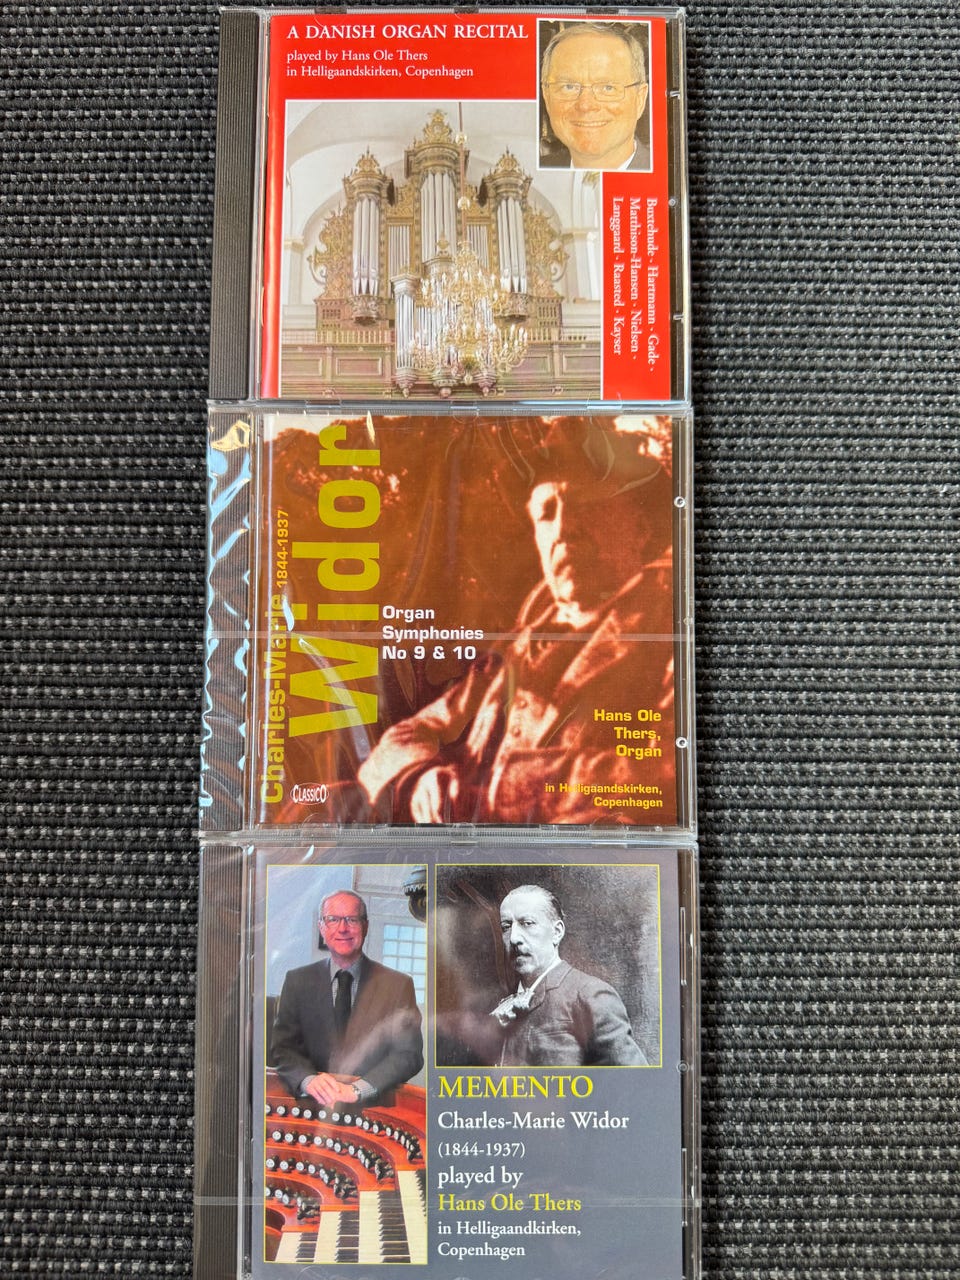 A DANISH ORGAN RECITAL
played by Hans Ole Thers
in Helligaandskirken, Copenhagen
Buxtehude · Hartmann · Gade ·
Matthison-Hansen · Nielsen ·
Langgaard · Raasted · Kayser
Charles-Marie 1844-1937
Widor
Organ
Symphonies
No 9 & 10
Hans Ole
Thers,
Organ
in Helligaandskirken,
Copenhagen
CLASSICO
MEMENTO
Charles-Marie Widor
(1844-1937)
played by
Hans Ole Thers
in Helligaandkirken,
Copenhagen